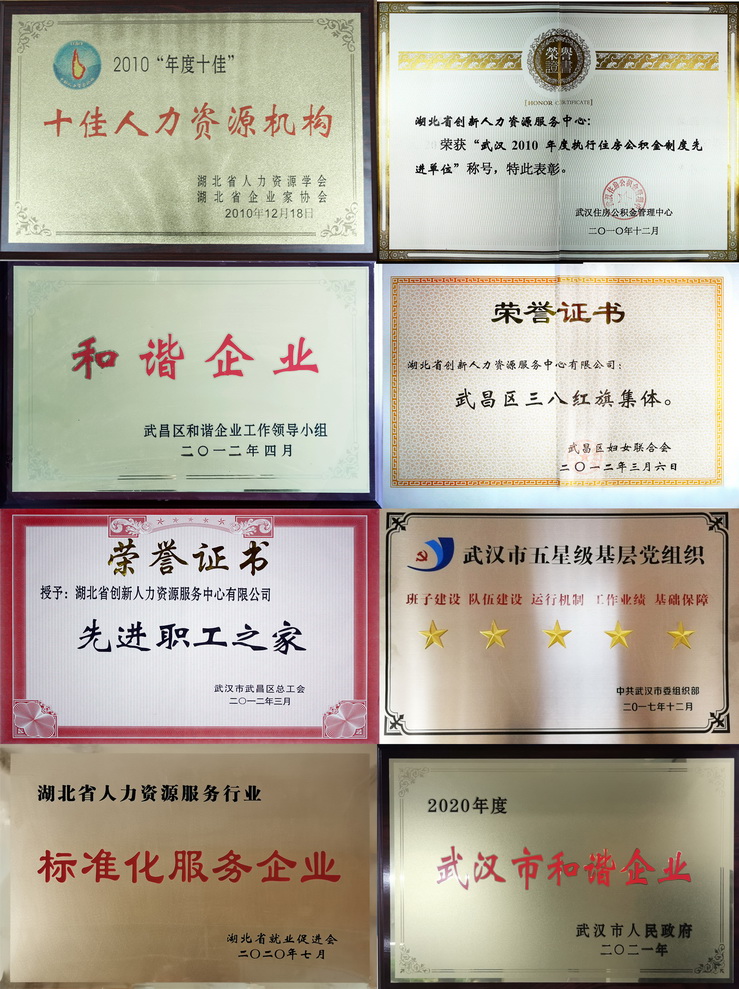 2010“年度十佳”
十佳人力资源机构
湖北省人力资源学会
湖北省企业家协会
2010年12月18日
榮譽
證書
[HONOR CERTIFICATE]
湖北省创新人力资源服务中心：
荣获“武汉 2010 年度执行住房公积金制度先
进单位”称号，特此表彰。
武汉住房公积金管理中心
二〇一〇年十二月
和谐企业
武昌区和谐企业工作领导小组
二〇一二年四月
荣誉证书
湖北省创新人力资源服务中心有限公司：
武昌区三八红旗集体。
武昌区妇女联合会
二〇一二年三月六日
荣誉证书
授予：湖北省创新人力资源服务中心有限公司
先进职工之家
武汉市武昌区总工会
二〇一二年三月
武汉市五星级基层党组织
班子建设 队伍建设 运行机制 工作业绩 基础保障
中共武汉市委组织部
二〇一七年十二月
湖北省人力资源服务行业
标准化服务企业
湖北省就业促进会
二〇二〇年七月
2020年度
武汉市和谐企业
武汉市人民政府
二〇二一年